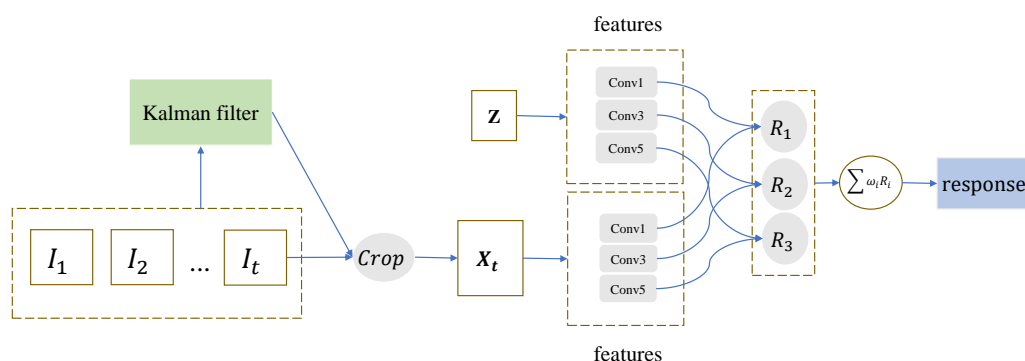 features
Kalman filter
z
Conv1
Conv3
Conv5
R₁
R₂
R₃
∑ ωᵢRᵢ
response
I₁
I₂
...
Iₜ
Crop
Xₜ
Conv1
Conv3
Conv5
features